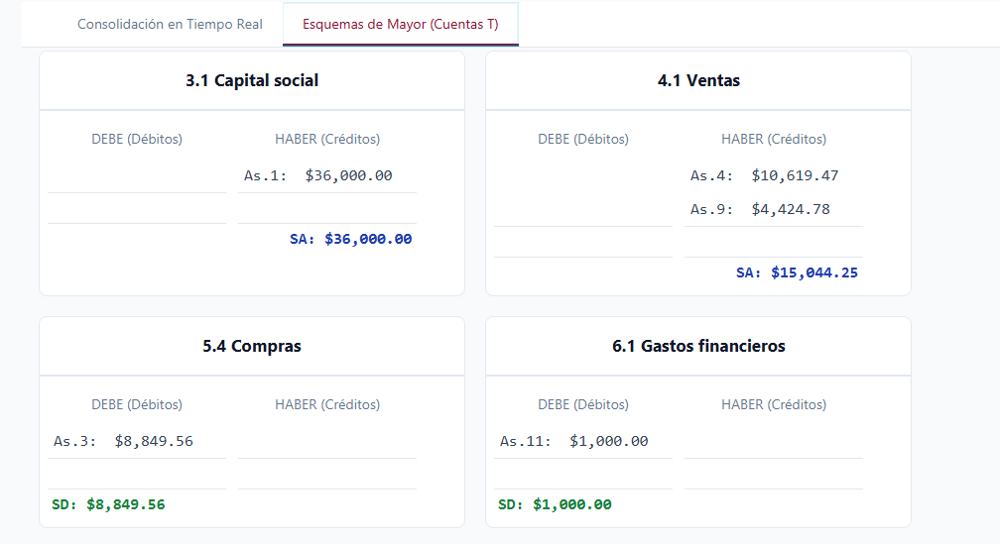 Consolidación en Tiempo Real
Esquemas de Mayor (Cuentas T)
3.1 Capital social
DEBE (Débitos)
HABER (Créditos)
As.1: $36,000.00
SA: $36,000.00
4.1 Ventas
DEBE (Débitos)
HABER (Créditos)
As.4: $10,619.47
As.9: $4,424.78
SA: $15,044.25
5.4 Compras
DEBE (Débitos)
HABER (Créditos)
As.3: $8,849.56
SD: $8,849.56
6.1 Gastos financieros
DEBE (Débitos)
HABER (Créditos)
As.11: $1,000.00
SD: $1,000.00